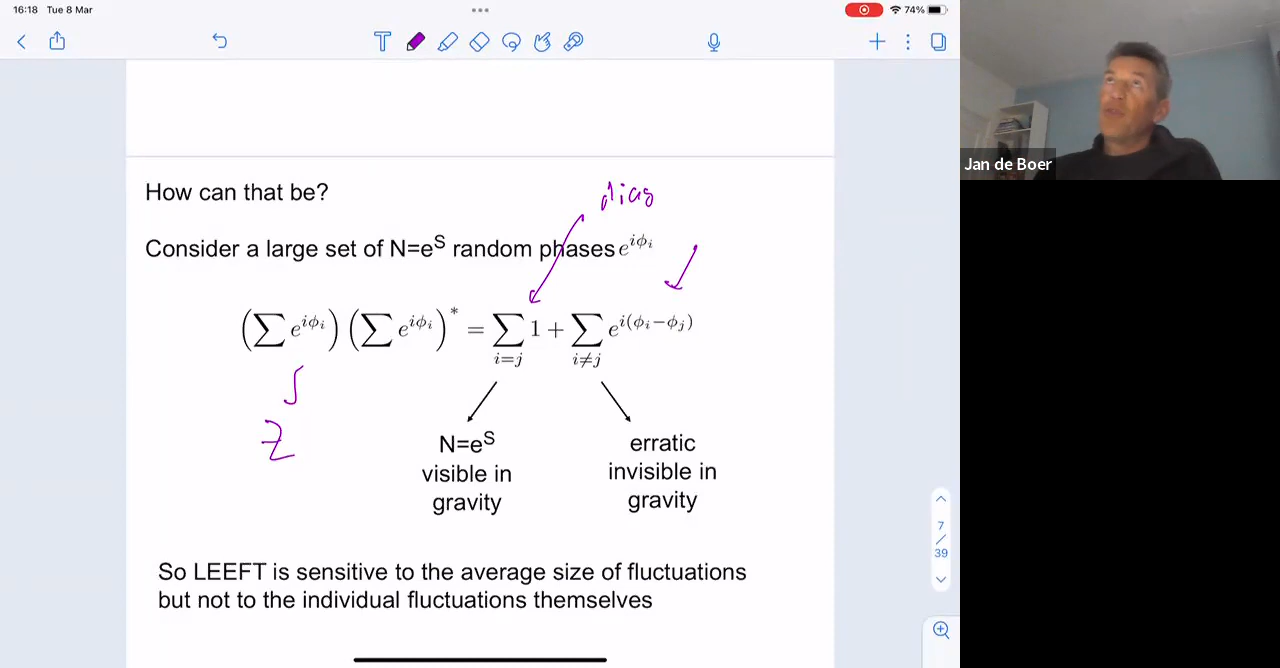 16:18 Tue 8 Mar
74%
How can that be?
diag
Consider a large set of N=e^S random phases e^{iϕ_i}
(∑ e^{iϕ_i}) (∑ e^{iϕ_i})^* = ∑_{i=j} 1 + ∑_{i≠j} e^{i(ϕ_i−ϕ_j)}
Z
N=e^S
visible in
gravity
erratic
invisible in
gravity
So LEEFT is sensitive to the average size of fluctuations
but not to the individual fluctuations themselves
7
/
39
Jan de Boer